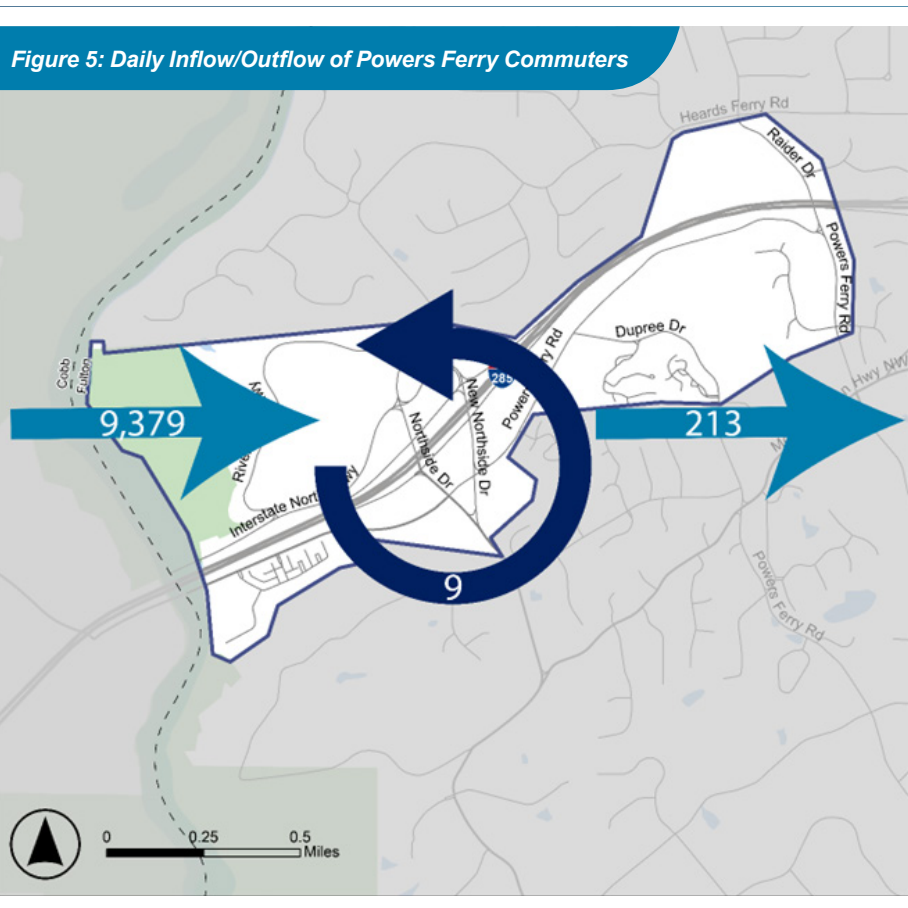 Figure 5: Daily Inflow/Outflow of Powers Ferry Commuters
Heards Ferry Rd
Raider Dr
Powers Ferry Rd
Dupree Dr
Cobb
Fulton
285
New Northside Dr
Northside Dr
9,379
213
Interstate North
9
Powers Ferry Rd
0 0.25 0.5
Miles